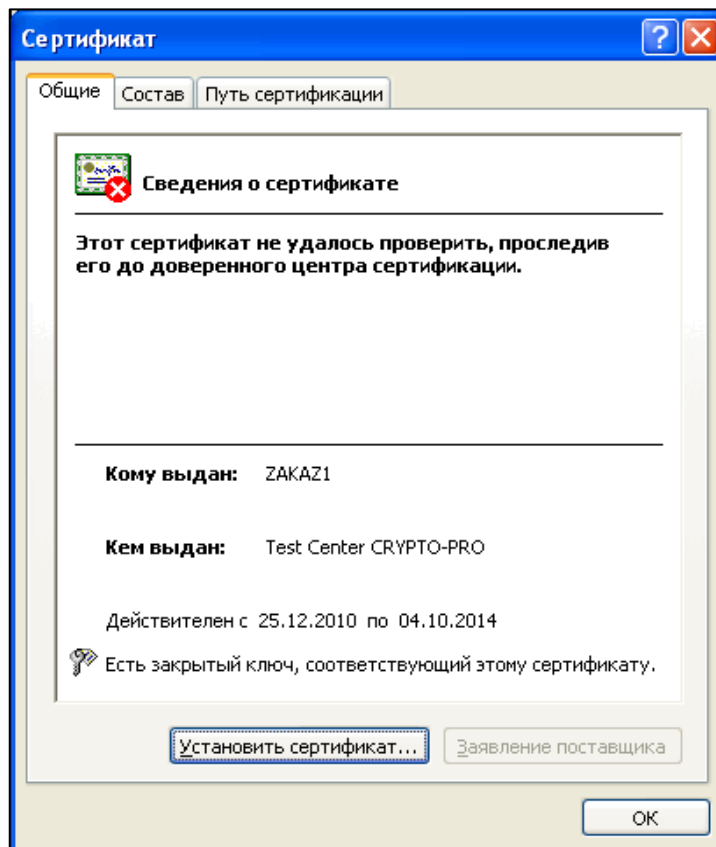 Сертификат
Общие Состав Путь сертификации
Сведения о сертификате
Этот сертификат не удалось проверить, проследив
его до доверенного центра сертификации.
Кому выдан: ZAKAZ1
Кем выдан: Test Center CRYPTO-PRO
Действителен с 25.12.2010 по 04.10.2014
Есть закрытый ключ, соответствующий этому сертификату.
Установить сертификат... Заявление поставщика
ОК